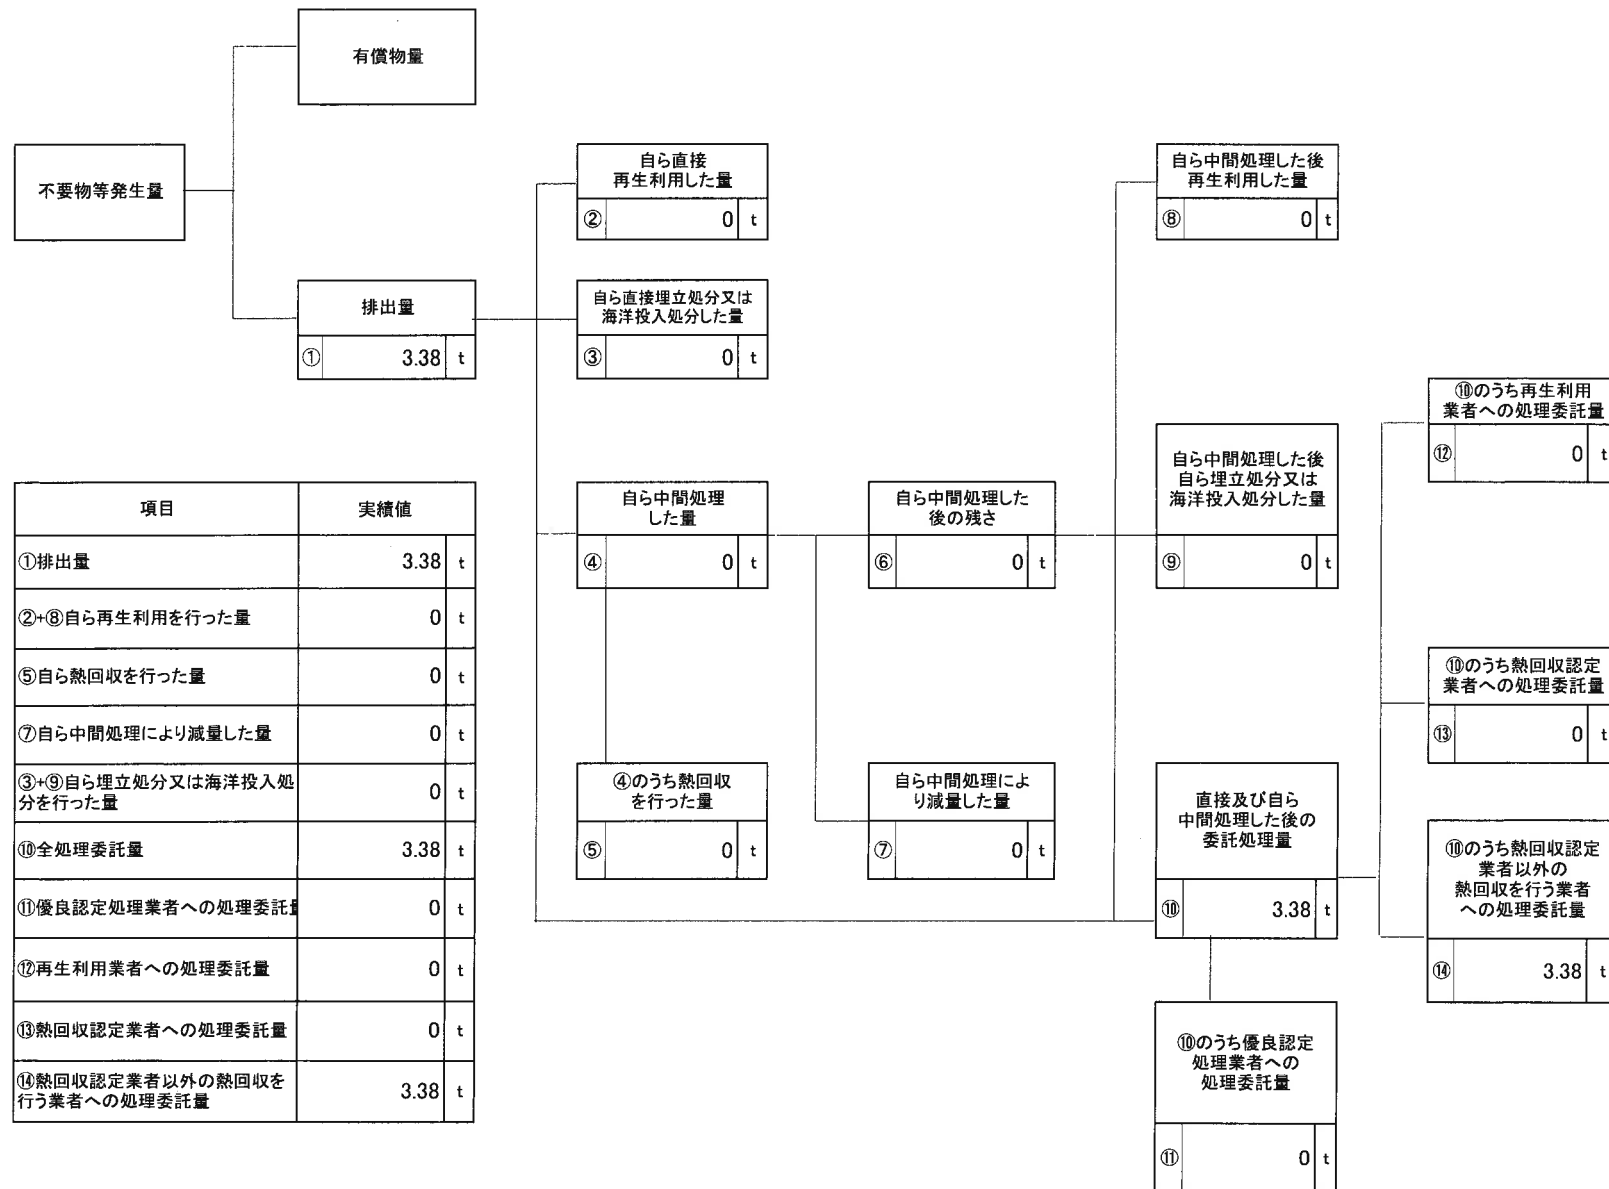 有償物量
不要物等発生量
排出量
① 3.38 t
自ら直接
再生利用した量
② 0 t
自ら直接埋立処分又は
海洋投入処分した量
③ 0 t
自ら中間処理
した量
④ 0 t
④のうち熱回収
を行った量
⑤ 0 t
自ら中間処理した
後の残さ
⑥ 0 t
自ら中間処理によ
り減量した量
⑦ 0 t
自ら中間処理した後
再生利用した量
⑧ 0 t
自ら中間処理した後
自ら埋立処分又は
海洋投入処分した量
⑨ 0 t
直接及び自ら
中間処理した後の
委託処理量
⑩ 3.38 t
⑩のうち優良認定
処理業者への
処理委託量
⑪ 0 t
⑩のうち再生利用
業者への処理委託量
⑫ 0 t
⑩のうち熱回収認定
業者への処理委託量
⑬ 0 t
⑩のうち熱回収認定
業者以外の
熱回収を行う業者
への処理委託量
⑭ 3.38 t
項目 実績値
①排出量 3.38 t
②+⑧自ら再生利用を行った量 0 t
⑤自ら熱回収を行った量 0 t
⑦自ら中間処理により減量した量 0 t
③+⑨自ら埋立処分又は海洋投入処
分を行った量 0 t
⑩全処理委託量 3.38 t
⑪優良認定処理業者への処理委託量 0 t
⑫再生利用業者への処理委託量 0 t
⑬熱回収認定業者への処理委託量 0 t
⑭熱回収認定業者以外の熱回収を
行う業者への処理委託量 3.38 t